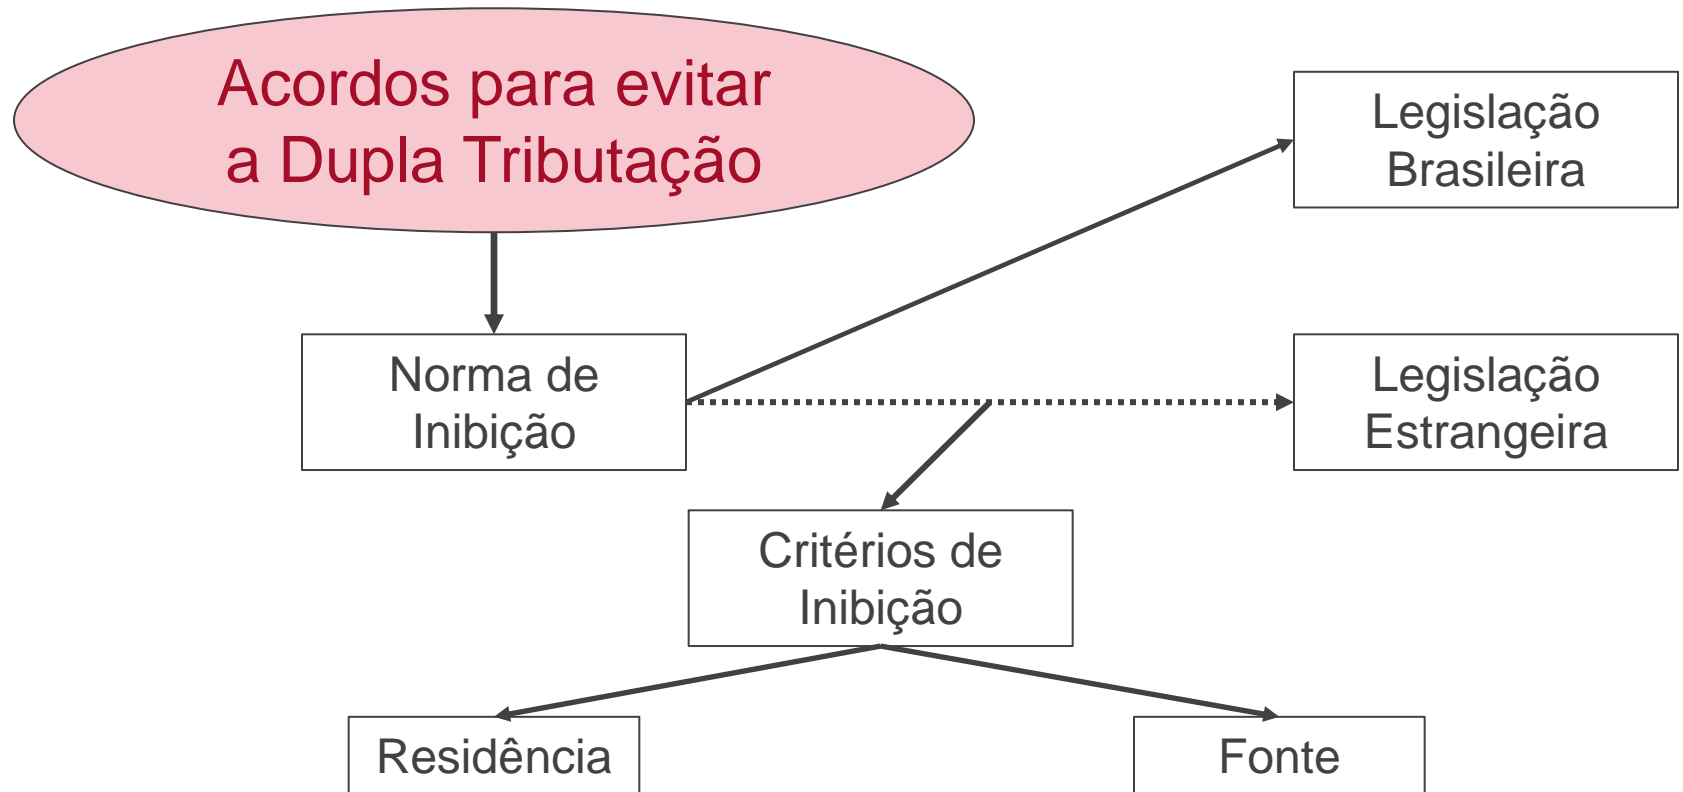 Acordos para evitar
a Dupla Tributação
Legislação
Brasileira
Norma de
Inibição
Legislação
Estrangeira
Critérios de
Inibição
Residência
Fonte